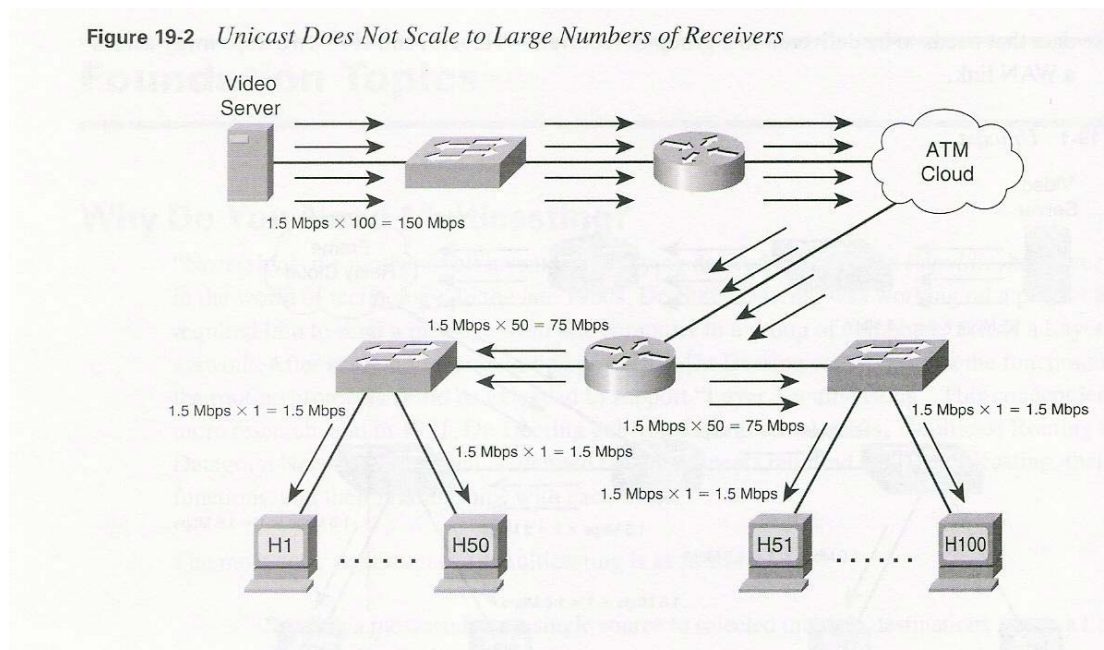 Figure 19-2 Unicast Does Not Scale to Large Numbers of Receivers
Video
Server
ATM
Cloud
1.5 Mbps × 100 = 150 Mbps
1.5 Mbps × 50 = 75 Mbps
1.5 Mbps × 1 = 1.5 Mbps
1.5 Mbps × 50 = 75 Mbps
1.5 Mbps × 1 = 1.5 Mbps
1.5 Mbps × 1 = 1.5 Mbps
1.5 Mbps × 1 = 1.5 Mbps
H1
H50
H51
H100